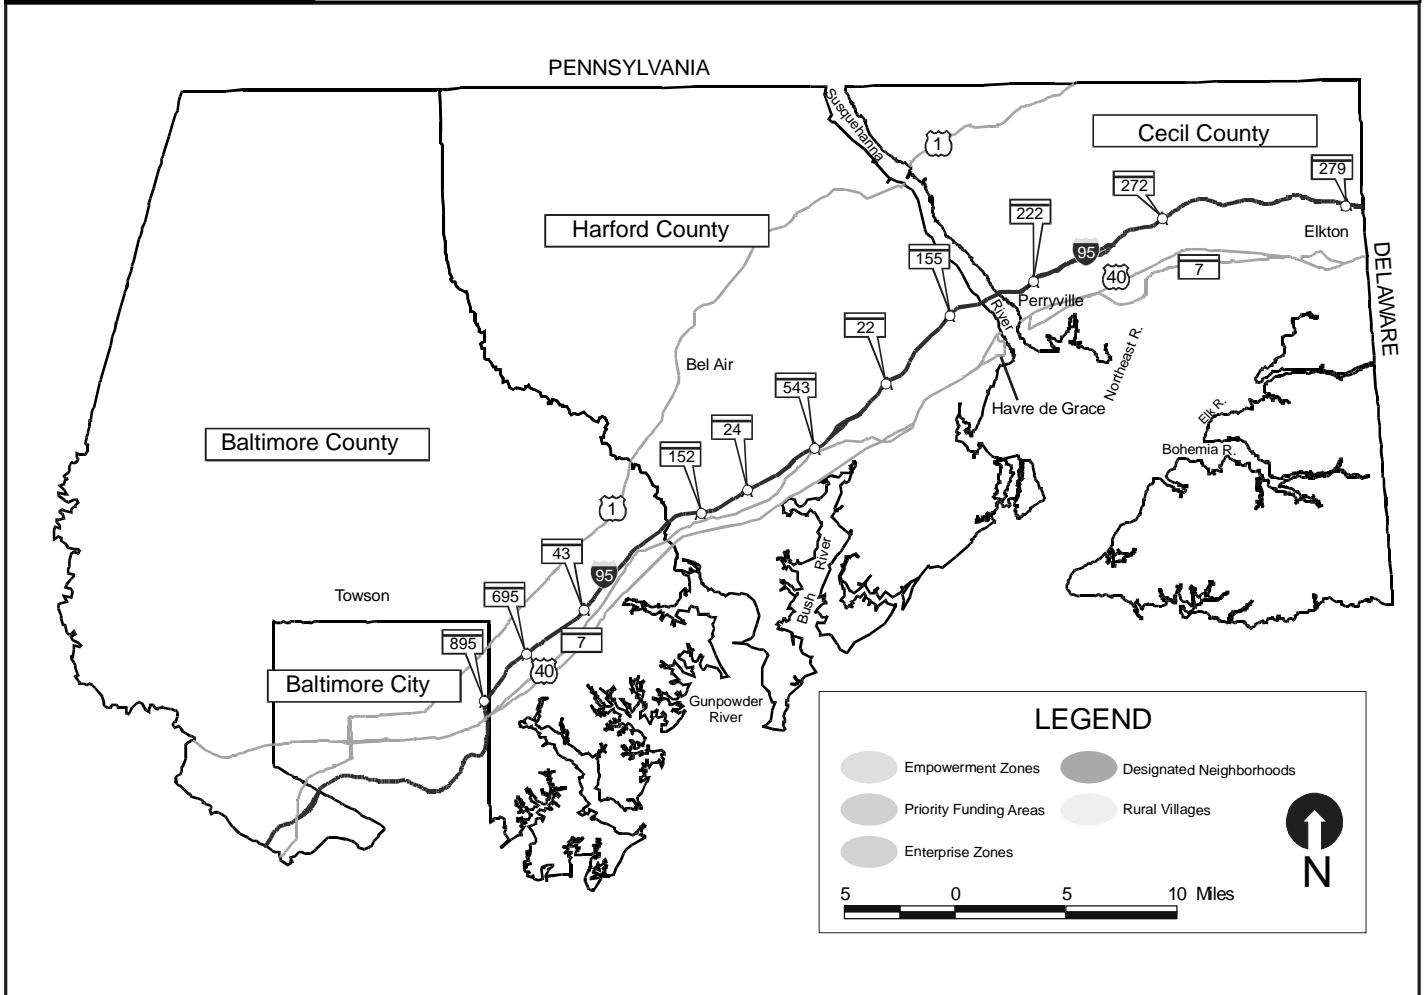 PENNSYLVANIA
Susquehanna
1
Cecil County
279
272
222
Harford County
95
Elkton
155
40
7
DELAWARE
Perryville
River
22
Northeast R.
Bel Air
543
Havre de Grace
Elk R.
24
Baltimore County
152
Bohemia R.
1
43
River
Bush
95
Towson
695
895
7
40
Baltimore City
Gunpowder
River
LEGEND
Empowerment Zones
Designated Neighborhoods
Priority Funding Areas
Rural Villages
Enterprise Zones
N
5 0 5 10 Miles